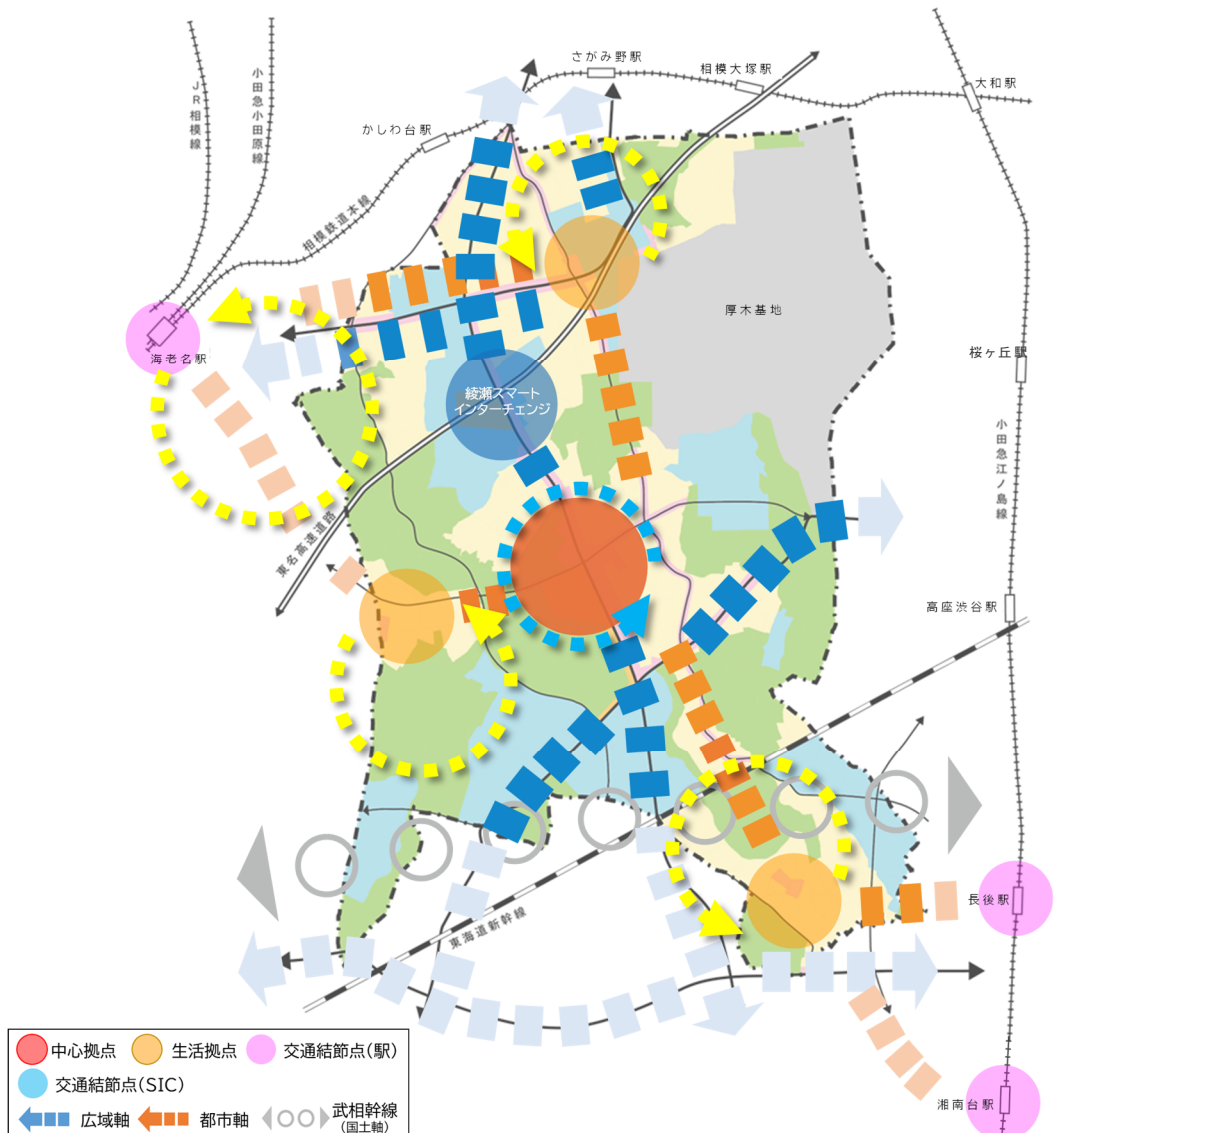 さがみ野駅
相模大塚駅
大和駅
小田急小田原線
JR相模線
かしわ台駅
相模鉄道本線
厚木基地
海老名駅
桜ヶ丘駅
綾瀬スマート
インターチェンジ
小田急江ノ島線
東名高速道路
高座渋谷駅
長後駅
東海道新幹線
湘南台駅
中心拠点
生活拠点
交通結節点(駅)
交通結節点(SIC)
広域軸
都市軸
武相幹線
(国土軸)